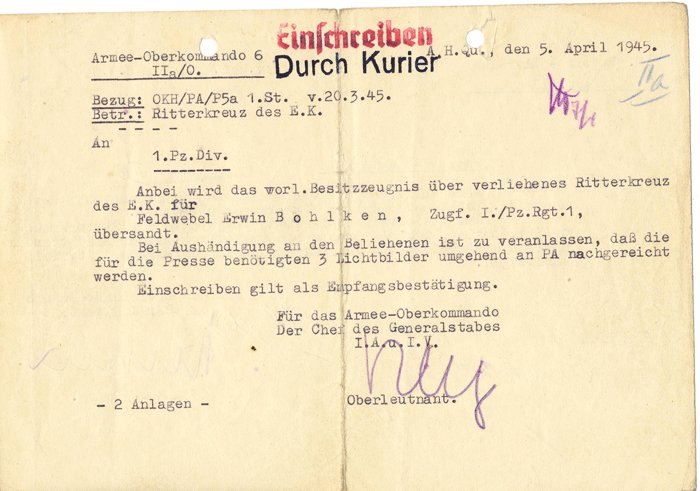 Einschreiben
Armee-Oberkommando 6
A.H.Qu., den 5. April 1945.
IIa/O.
Durch Kurier
IIa
Bezug: OKH/PA/P5a 1.St. v.20.3.45.
Betr.: Ritterkreuz des E.K.
- - - -
An
1.Pz.Div.
Anbei wird das worl.Besitzzeugnis über verliehenes Ritterkreuz
des E.K. für
Feldwebel Erwin B o h l k e n , Zugf. I./Pz.Rgt.1,
übersandt.
Bei Aushändigung an den Beliehenen ist zu veranlassen, daß die
für die Presse benötigten 3 Lichtbilder umgehend an PA nachgereicht
werden.
Einschreiben gilt als Empfangsbestätigung.
Für das Armee-Oberkommando
Der Chef des Generalstabes
I.A.u.I.V.
- 2 Anlagen -
Oberleutnant.